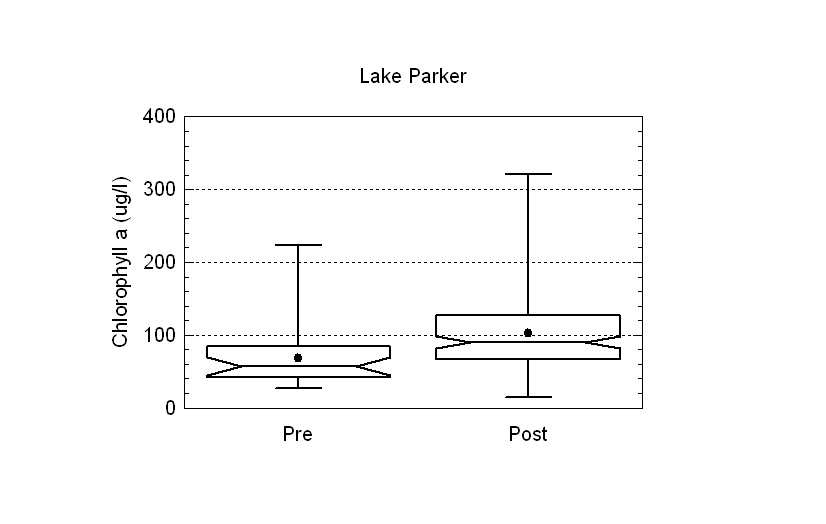 Lake Parker
Chlorophyll a (ug/l)
400
300
200
100
0
Pre
Post